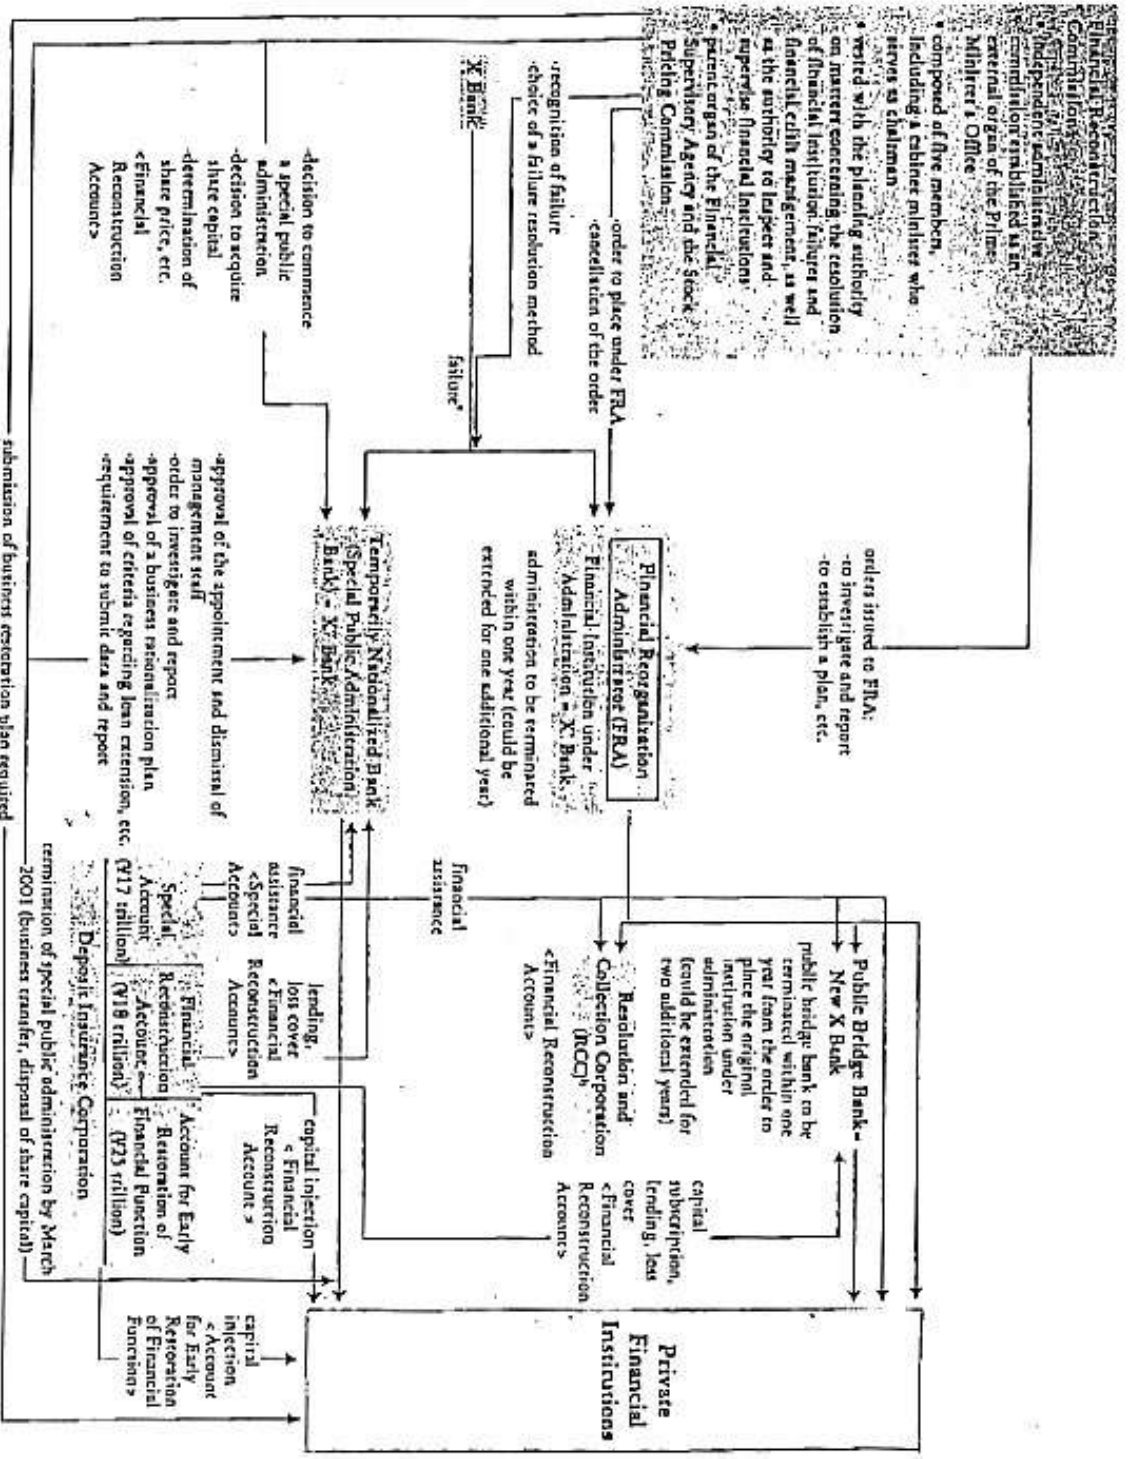 Financial Reconstruction
Commission
• independent administrative
commission established as an
external organ of the Prime
Minister's Office
• composed of five members,
including a cabinet minister who
serves as chairman
• vested with the planning authority
on matters concerning the resolution
of financial institution failures and
financial crisis management, as well
as the authority to inspect and
supervise financial institutions
• parent organ of the Financial
Supervisory Agency and the Stock
Pricing Commission
orders issued to FRA:
-to investigate and report
-to establish a plan, etc.
-order to place under FRA
-cancellation of the order
-recognition of failure
-choice of a failure resolution method
X Bank
failure
-decision to commence
a special public
administration
-decision to acquire
share capital
-determination of
share price, etc.
<Financial
Reconstruction
Account>
Financial Reorganization
Administrator (FRA)
Financial Institution under
Administration = X Bank
administration to be terminated
within one year (could be
extended for one additional year)
Temporarily Nationalized Bank
(Special Public Administration
Bank) = X Bank
-approval of the appointment and dismissal of
management staff
-order to investigate and report
-approval of a business rationalization plan
-approval of criteria regarding loan extension, etc.
-requirement to submit data and report
Public Bridge Bank=
New X Bank
public bridge bank to be
terminated within one
year from the order to
place the original
institution under
administration
(could be extended for
two additional years)
Resolution and
Collection Corporation
(RCC)b
<Financial Reconstruction
Account>
financial
assistance
capital
subscription,
lending, loss
cover
<Financial
Reconstruction
Account>
financial
assistance
<Special
Account>
lending,
loss cover
<Financial
Reconstruction
Account>
capital injection
< Financial
Reconstruction
Account >
Special
Account
(¥17 trillion)
Financial
Reconstruction
Account
(¥18 trillion)
Account for Early
Restoration of
Financial Function
(¥25 trillion)
Deposit Insurance Corporation
capital
injection
<Account
for Early
Restoration
of Financial
Function>
Private
Financial
Institutions
termination of special public administration by March
2001 (business transfer, disposal of share capital)
submission of business restoration plan required